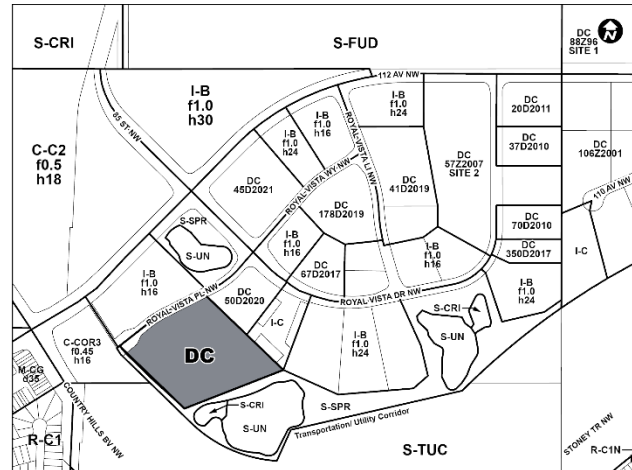 S-CRI
S-FUD
DC
88Z96
SITE 1
N
112 AV NW
I-B
f1.0
h30
85 ST NW
C-C2
f0.5
h18
I-B
f1.0
h24
I-B
f1.0
h16
ROYAL-VISTA LI NW
I-B
f1.0
h24
DC
20D2011
DC
37D2010
DC
106Z2001
110 AV NW
DC
57Z2007
SITE 2
DC
45D2021
ROYAL-VISTA WY NW
DC
178D2019
DC
41D2019
DC
70D2010
DC
350D2017
I-C
S-SPR
S-UN
I-B
f1.0
h16
DC
67D2017
I-B
f1.0
h16
I-B
f1.0
h16
ROYAL-VISTA PL NW
DC
50D2020
ROYAL VISTA DR NW
I-B
f1.0
h24
S-CRI
S-UN
I-C
I-B
f1.0
h24
C-COR3
f0.45
h16
DC
M-CG
d35
COUNTRY HILLS BV NW
R-C1
S-CRI
S-UN
S-SPR
Transportation/ Utility Corridor
S-TUC
STONEY TR NW
R-C1N